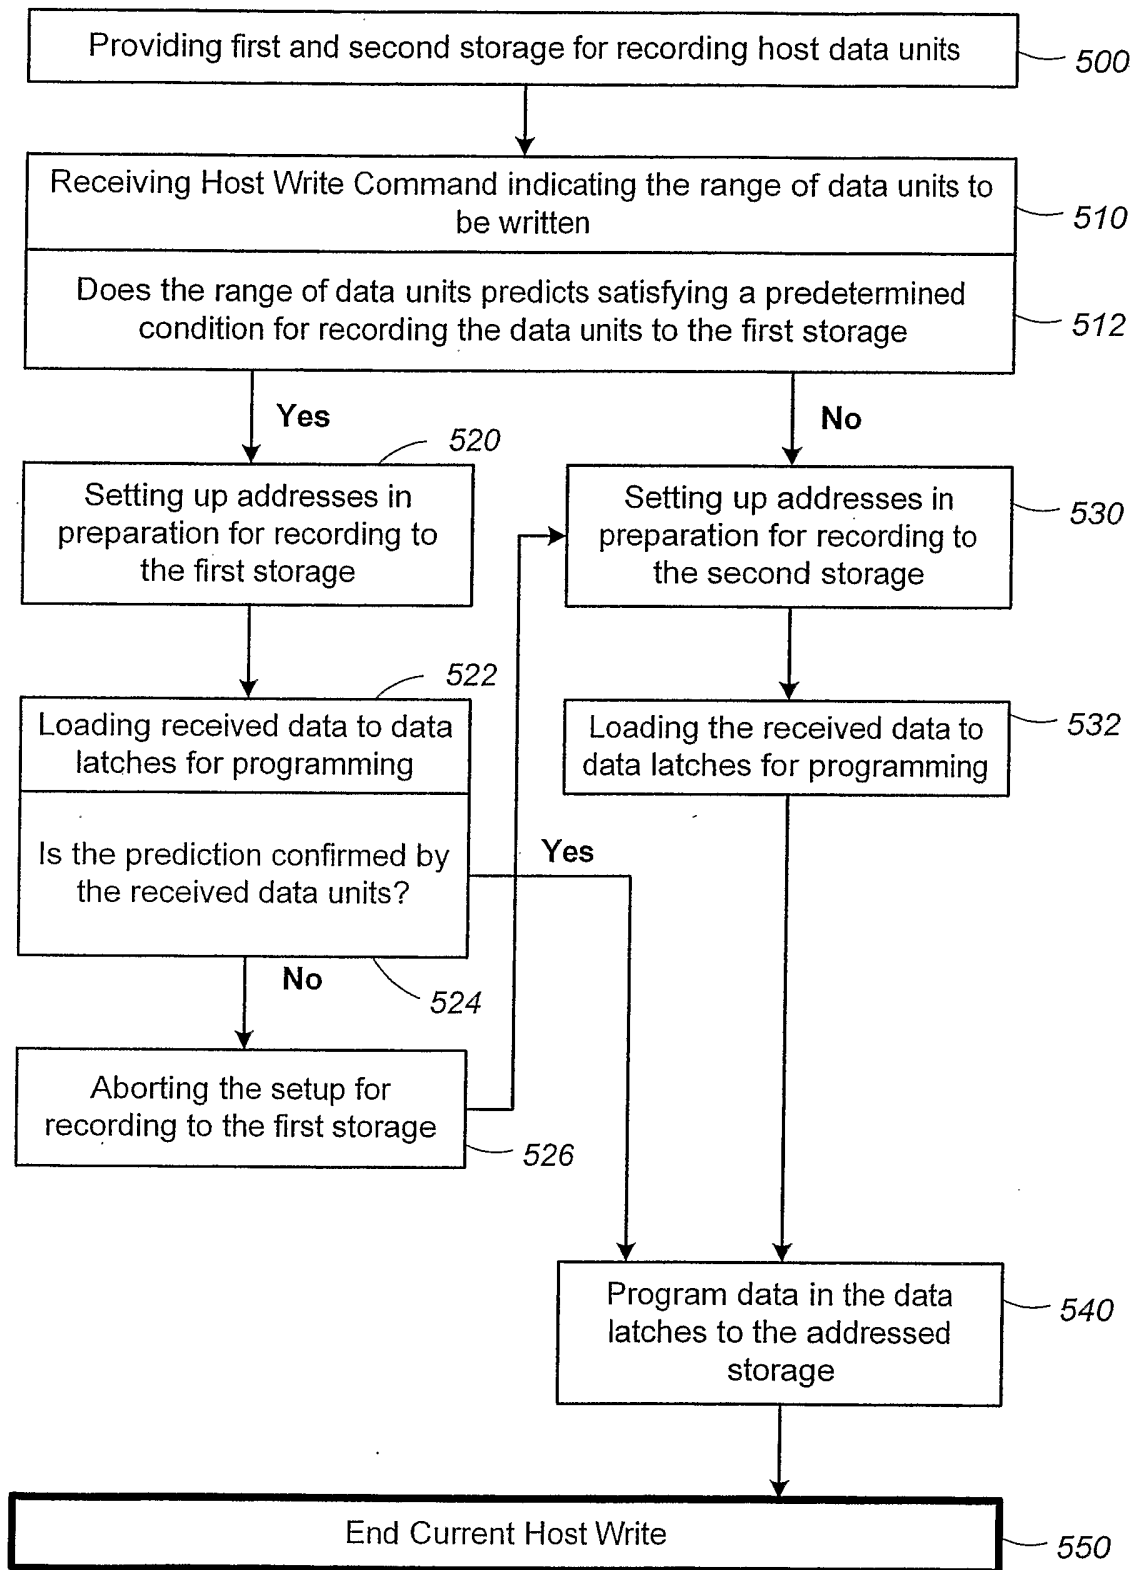 Providing first and second storage for recording host data units
500
Receiving Host Write Command indicating the range of data units to
be written
510
Does the range of data units predicts satisfying a predetermined
condition for recording the data units to the first storage
512
Yes
No
520
Setting up addresses in
preparation for recording to
the first storage
Setting up addresses in
preparation for recording to
the second storage
530
522
Loading received data to data
latches for programming
Loading the received data to
data latches for programming
532
Is the prediction confirmed by
the received data units?
Yes
No
524
Aborting the setup for
recording to the first storage
526
Program data in the data
latches to the addressed
storage
540
End Current Host Write
550